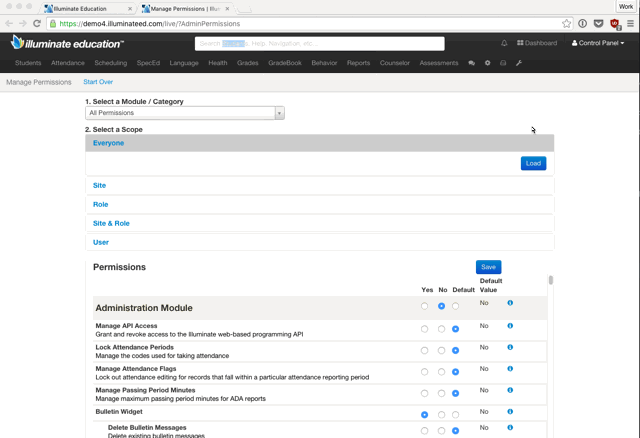 Illuminate Education
Manage Permissions | Illum
Work
https://demo4.illuminateed.com/live/?AdminPermissions
illuminate education™
Search
Help, Navigation, etc
Dashboard
Control Panel
Students Attendance Scheduling SpecEd Language Health Grades GradeBook Behavior Reports Counselor Assessments
Manage Permissions Start Over
1. Select a Module / Category
All Permissions
2. Select a Scope
Everyone
Load
Site
Role
Site & Role
User
Permissions
Save
Yes No Default Default Value
Administration Module No
Manage API Access No
Grant and revoke access to the Illuminate web-based programming API
Lock Attendance Periods No
Manage the codes used for taking attendance
Manage Attendance Flags No
Lock out attendance editing for records that fall within a particular attendance reporting period
Manage Passing Period Minutes No
Manage maximum passing period minutes for ADA reports
Bulletin Widget No
Delete Bulletin Messages No
Delete existing bulletin messages